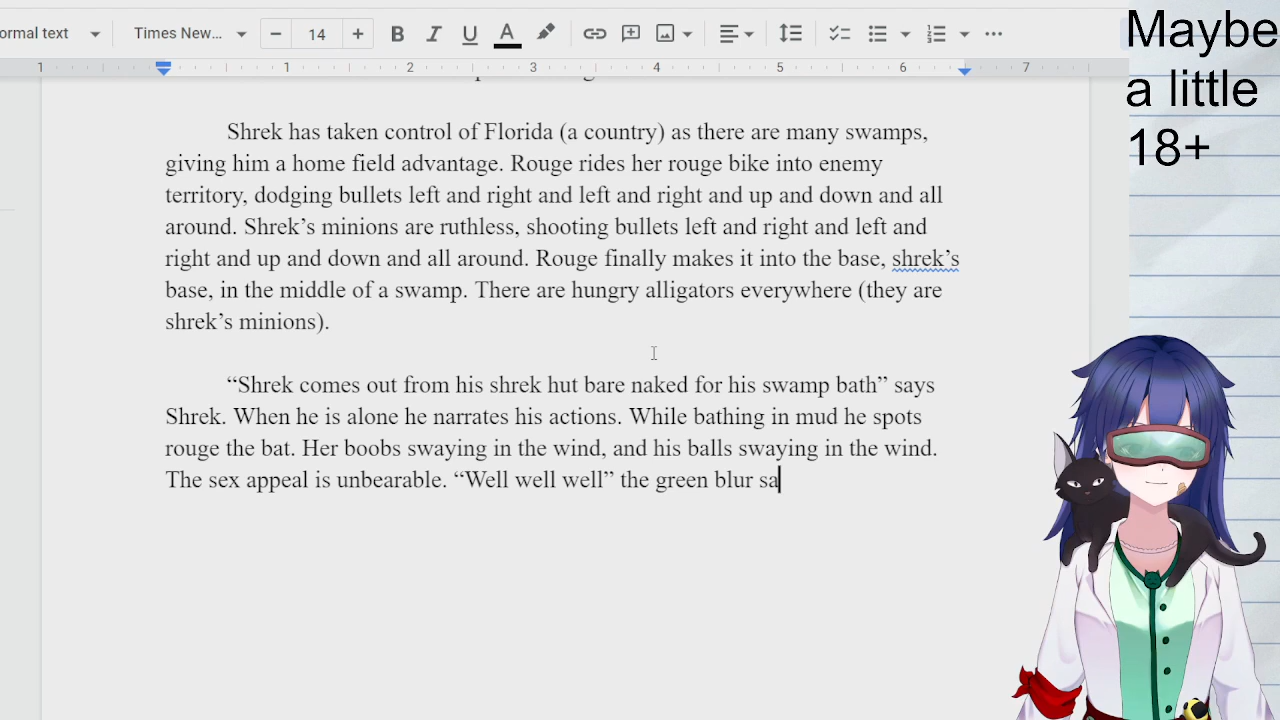 ormal text Times New... 14 B I U A
1 1 2 3 4 5 6 7
Maybe
a little
18+
Shrek has taken control of Florida (a country) as there are many swamps,
giving him a home field advantage. Rouge rides her rouge bike into enemy
territory, dodging bullets left and right and left and right and up and down and all
around. Shrek’s minions are ruthless, shooting bullets left and right and left and
right and up and down and all around. Rouge finally makes it into the base, shrek’s
base, in the middle of a swamp. There are hungry alligators everywhere (they are
shrek’s minions).
“Shrek comes out from his shrek hut bare naked for his swamp bath” says
Shrek. When he is alone he narrates his actions. While bathing in mud he spots
rouge the bat. Her boobs swaying in the wind, and his balls swaying in the wind.
The sex appeal is unbearable. “Well well well” the green blur sa